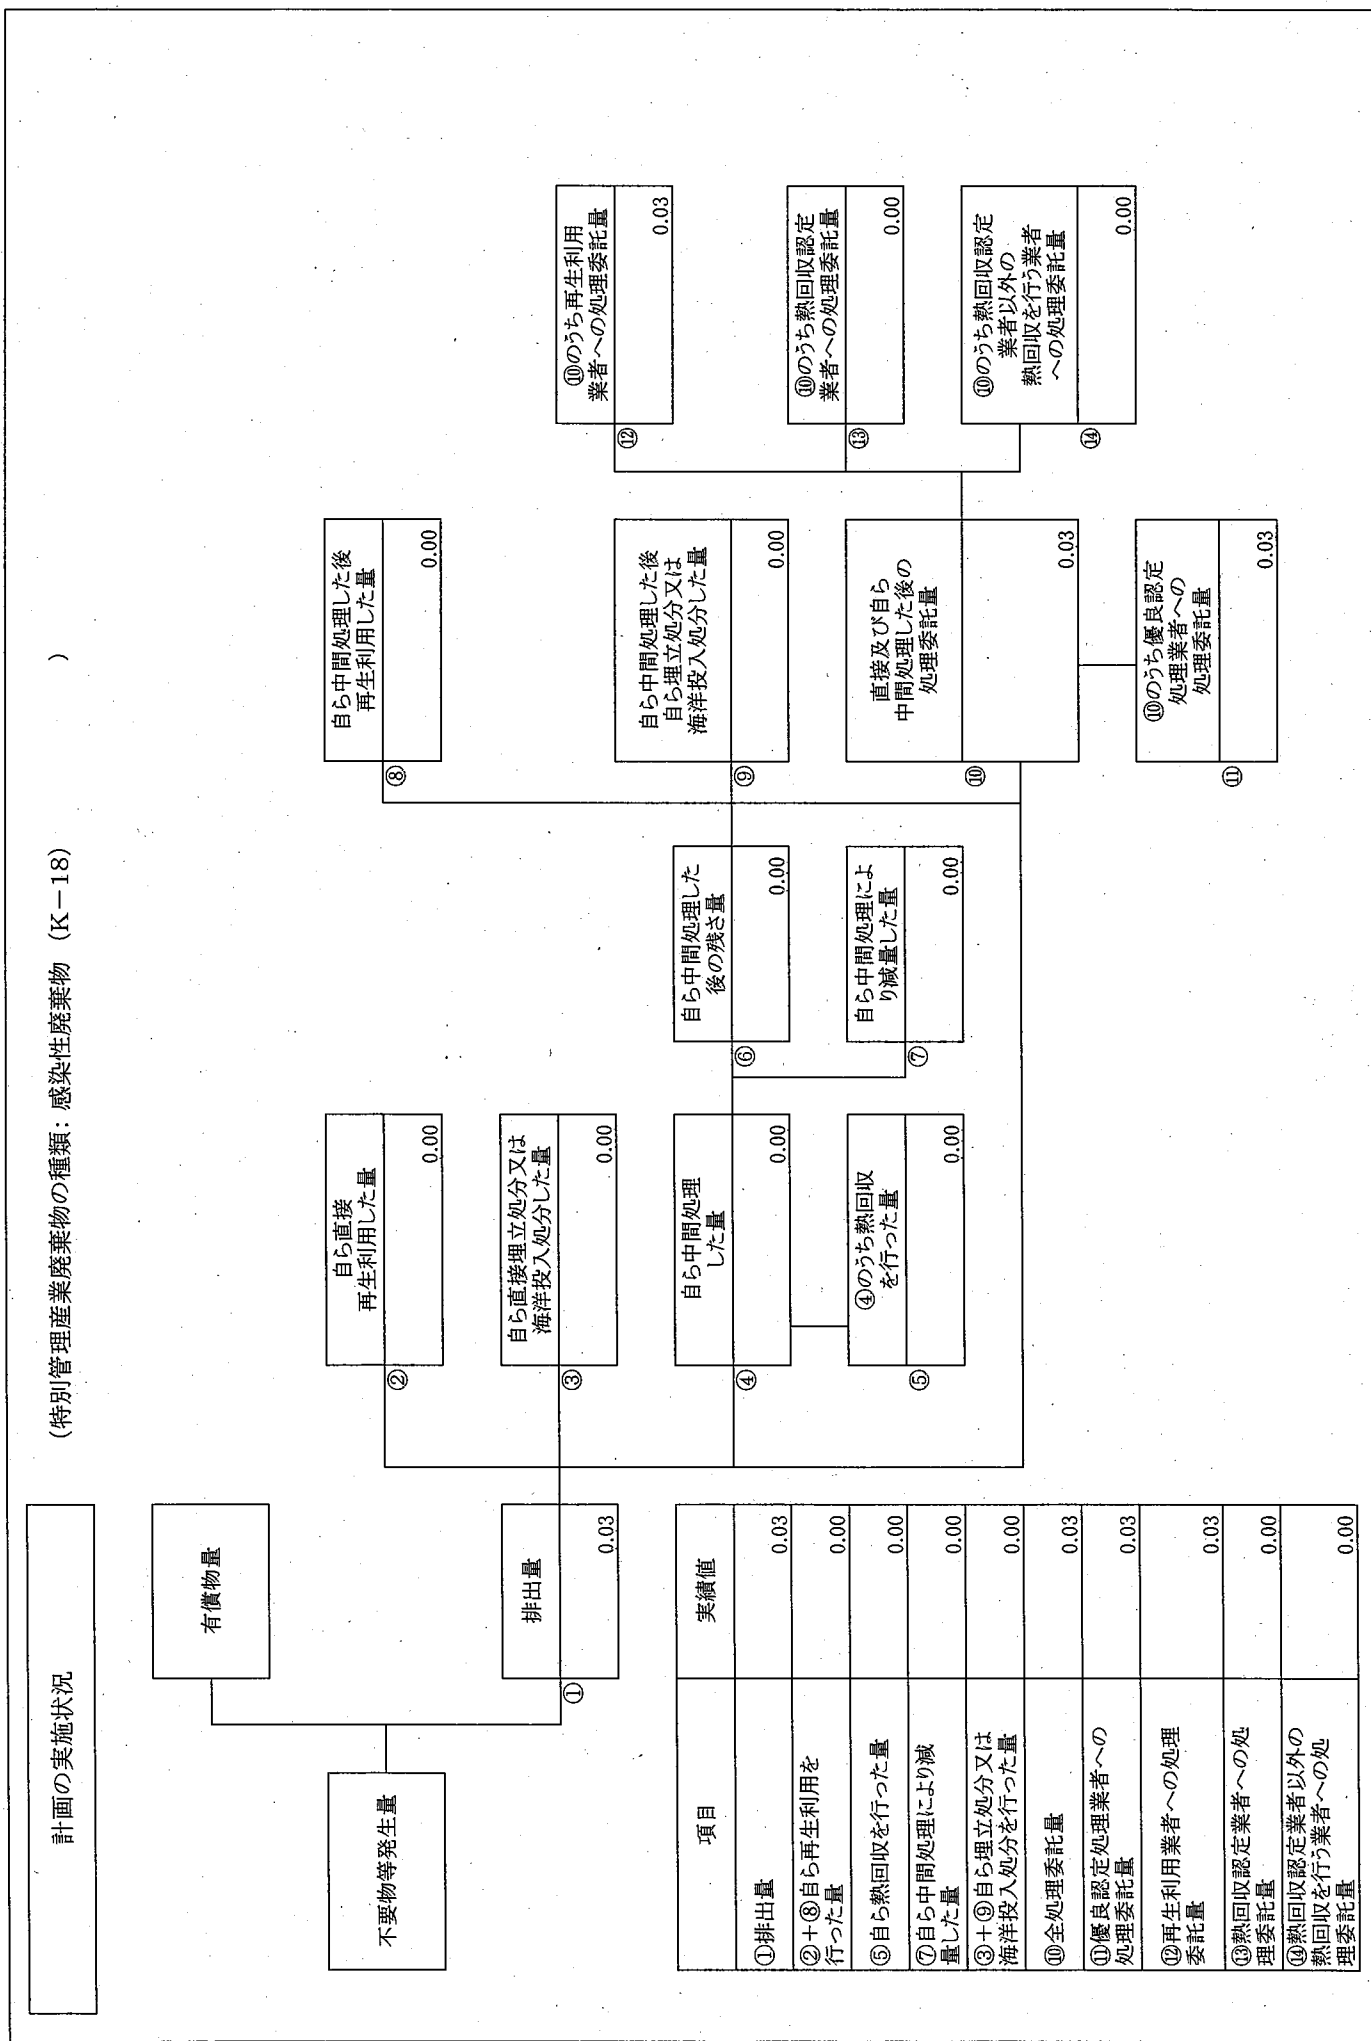 計画の実施状況
(特別管理産業廃棄物の種類：感染性廃棄物 (K－18)
)
不要物等発生量
有償物量
①
排出量
0.03
②
自ら直接
再生利用した量
0.00
③
自ら直接埋立処分又は
海洋投入処分した量
0.00
④
自ら中間処理
した量
0.00
⑤
④のうち熱回収
を行った量
0.00
⑥
自ら中間処理した
後の残さ量
0.00
⑦
自ら中間処理によ
り減量した量
0.00
⑧
自ら中間処理した後
再生利用した量
0.00
⑨
自ら中間処理した後
自ら埋立処分又は
海洋投入処分した量
0.00
⑩
直接及び自ら
中間処理した後の
処理委託量
0.03
⑪
⑩のうち優良認定
処理業者への
処理委託量
0.03
⑫
⑩のうち再生利用
業者への処理委託量
0.03
⑬
⑩のうち熱回収認定
業者への処理委託量
0.00
⑭
⑩のうち熱回収認定
業者以外の
熱回収を行う業者
への処理委託量
0.00
項目 実績値
①排出量 0.03
②＋⑧自ら再生利用を
行った量 0.00
⑤自ら熱回収を行った量 0.00
⑦自ら中間処理により減
量した量 0.00
③＋⑨自ら埋立処分又は
海洋投入処分を行った量 0.00
⑩全処理委託量 0.03
⑪優良認定処理業者への
処理委託量 0.03
⑫再生利用業者への処理
委託量 0.03
⑬熱回収認定業者への処
理委託量 0.00
⑭熱回収認定業者以外の
熱回収を行う業者への処
理委託量 0.00